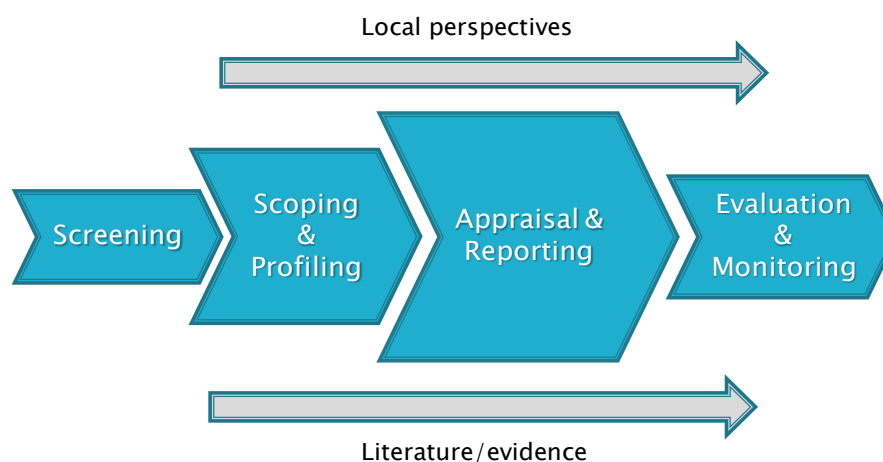 Local perspectives
Screening
Scoping
&
Profiling
Appraisal &
Reporting
Evaluation
&
Monitoring
Literature/evidence